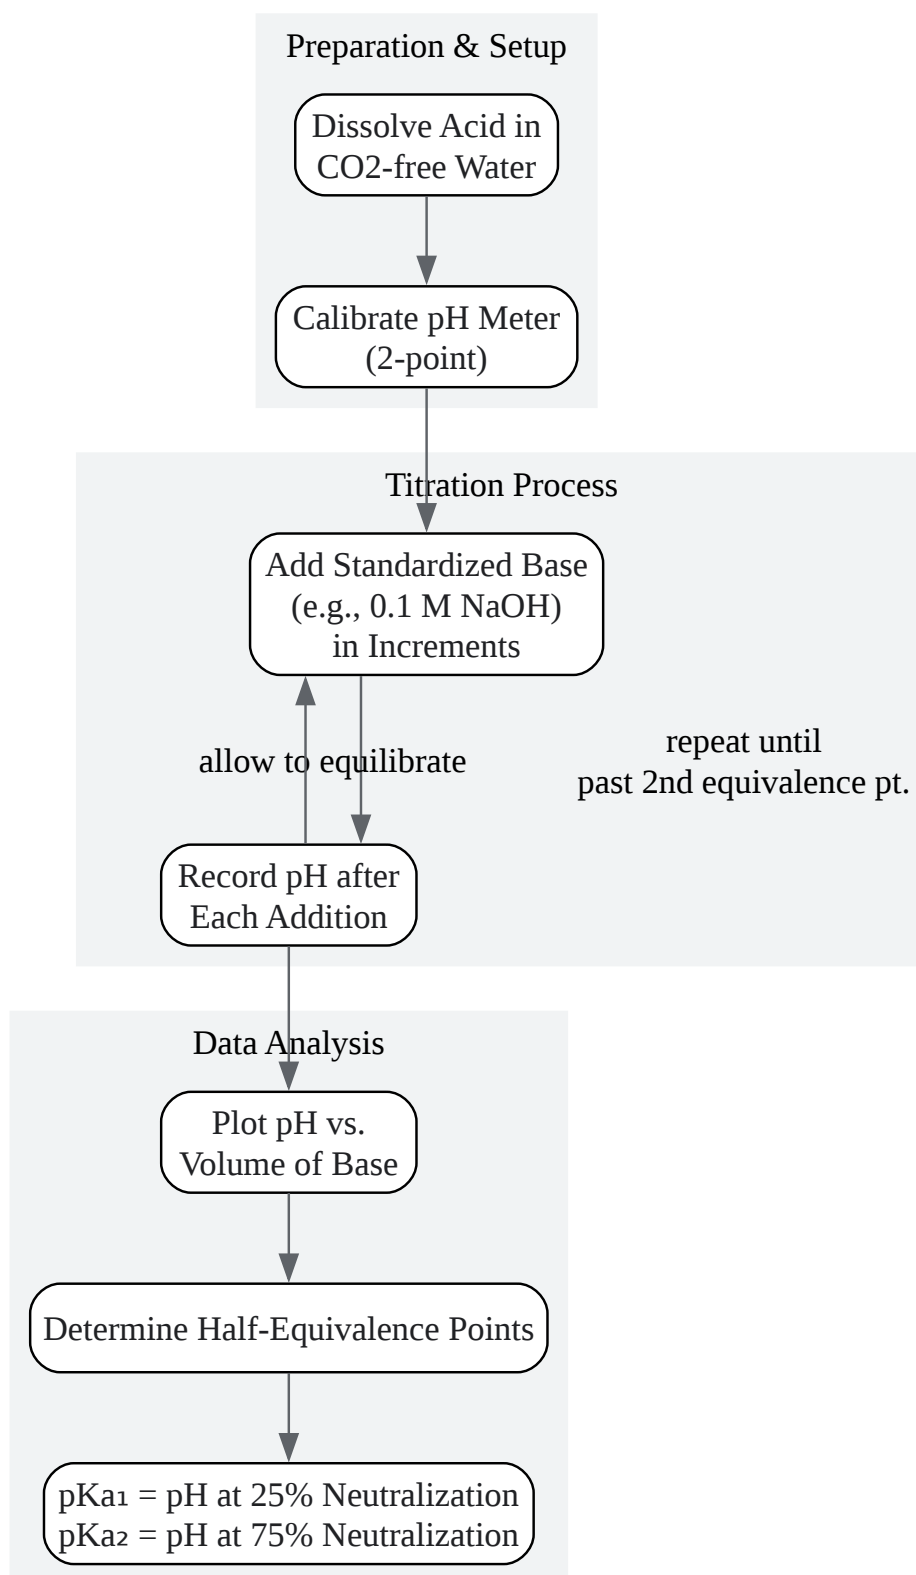 Preparation & Setup
Dissolve Acid in
CO2-free Water
Calibrate pH Meter
(2-point)
Titration Process
Add Standardized Base
(e.g., 0.1 M NaOH)
in Increments
allow to equilibrate
repeat until
past 2nd equivalence pt.
Record pH after
Each Addition
Data Analysis
Plot pH vs.
Volume of Base
Determine Half-Equivalence Points
pKa₁ = pH at 25% Neutralization
pKa₂ = pH at 75% Neutralization